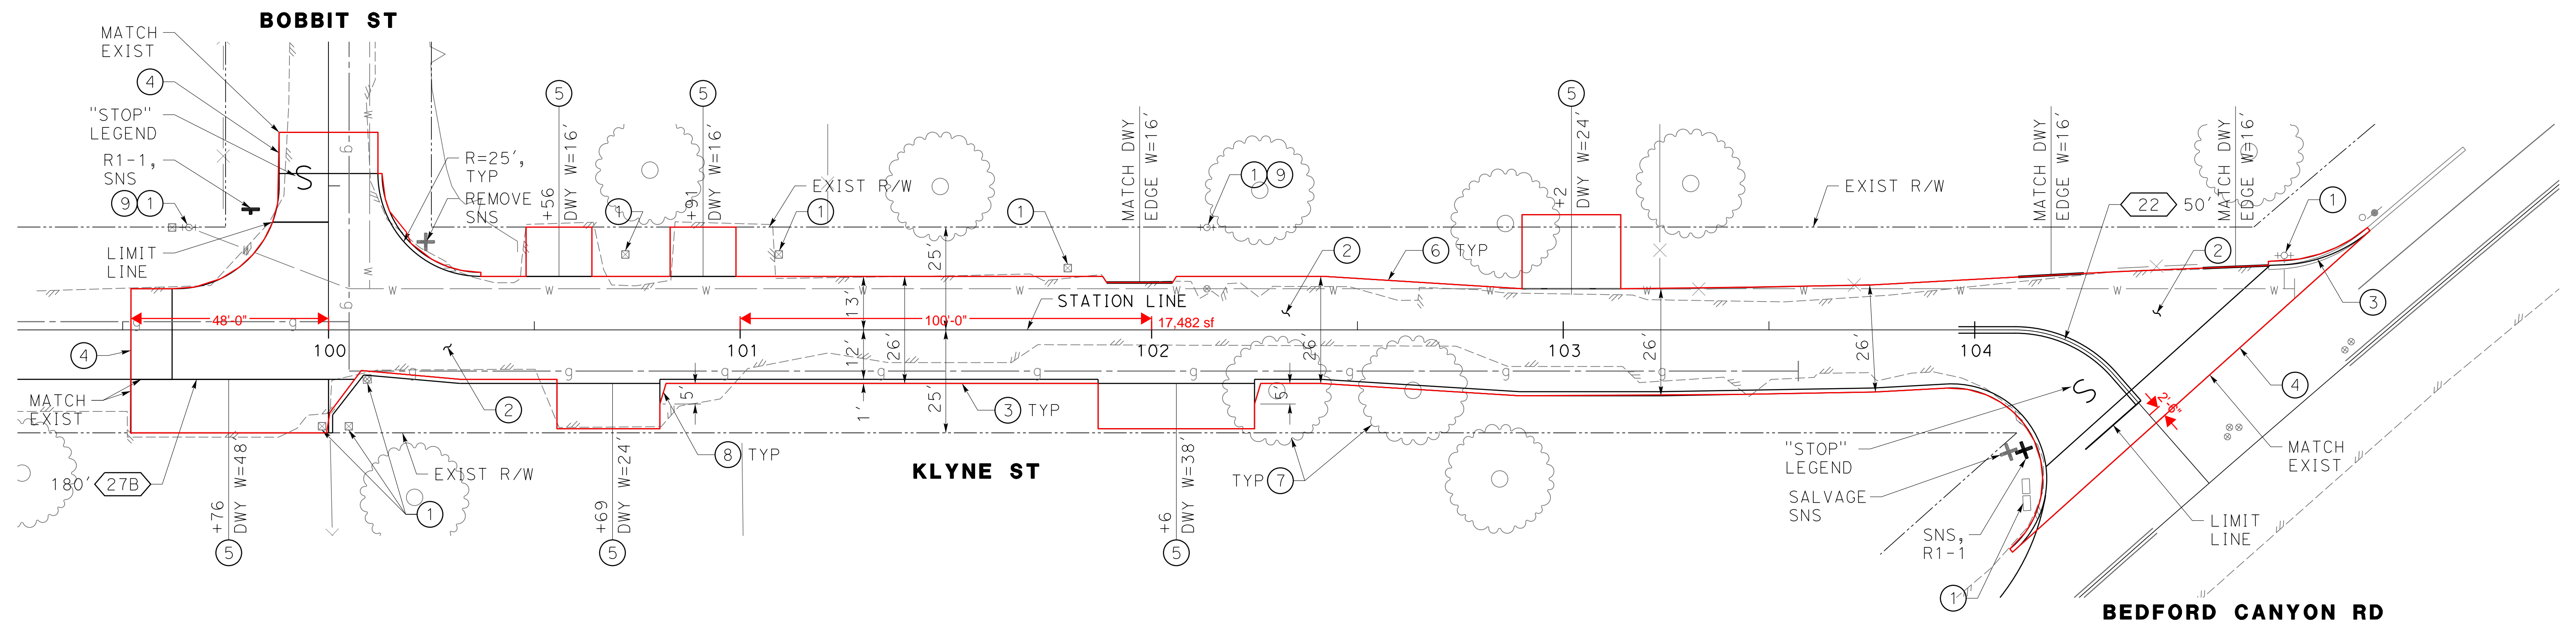 BOBBIT ST
MATCH
EXIST
4
"STOP"
LEGEND
R1-1,
SNS
9 1
LIMIT
LINE
S
R=25',
TYP
REMOVE
SNS
5
+56
DWY W=16'
1
5
+91
DWY W=16'
EXIST R/W
1
25'
1
MATCH DWY
EDGE W=16'
1 9
2
6 TYP
5
+2
DWY W=24'
EXIST R/W
MATCH DWY
EDGE W=16'
22 50'
MATCH DWY
EDGE W=16'
2
1
3
48'-0"
13'
100'-0"
17,482 sf
STATION LINE
4
100
101
102
103
104
12'
26'
26'
26'
26'
MATCH
EXIST
2
180' 27B
+76
DWY W=48'
5
EXIST R/W
1
+69
DWY W=24'
5
5'
8 TYP
1'
25'
3 TYP
KLYNE ST
+6
DWY W=38'
5
5'
TYP 7
"STOP"
LEGEND
S
SALVAGE
SNS
SNS,
R1-1
1
2'-6"
4
MATCH
EXIST
LIMIT
LINE
BEDFORD CANYON RD